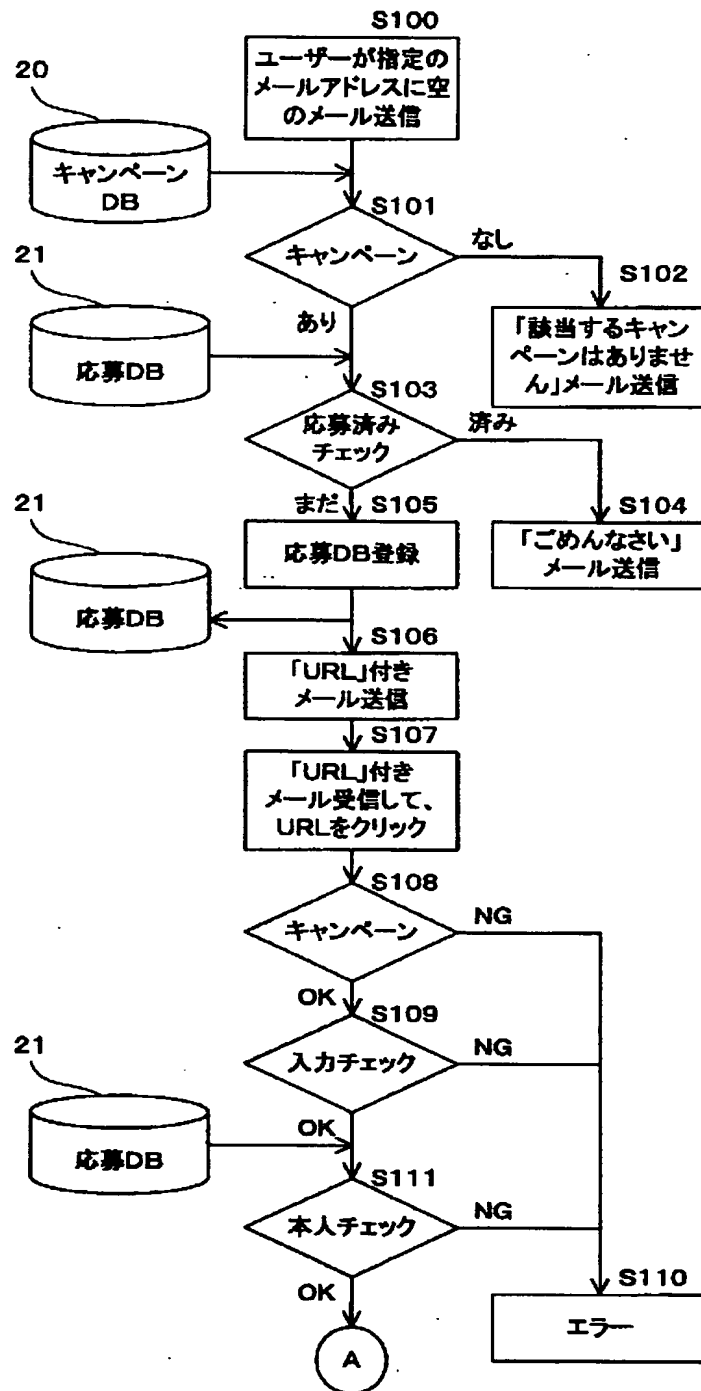 S100
ユーザーが指定の
メールアドレスに空
のメール送信
20
キャンペーン
DB
S101
キャンペーン
なし
S102
「該当するキャン
ペーンはありませ
ん」メール送信
あり
21
応募DB
S103
応募済み
チェック
済み
S104
「ごめんなさい」
メール送信
まだ
S105
応募DB登録
21
応募DB
S106
「URL」付き
メール送信
S107
「URL」付き
メール受信して、
URLをクリック
S108
キャンペーン
NG
OK
S109
入力チェック
NG
OK
21
応募DB
S111
本人チェック
NG
OK
S110
エラー
A